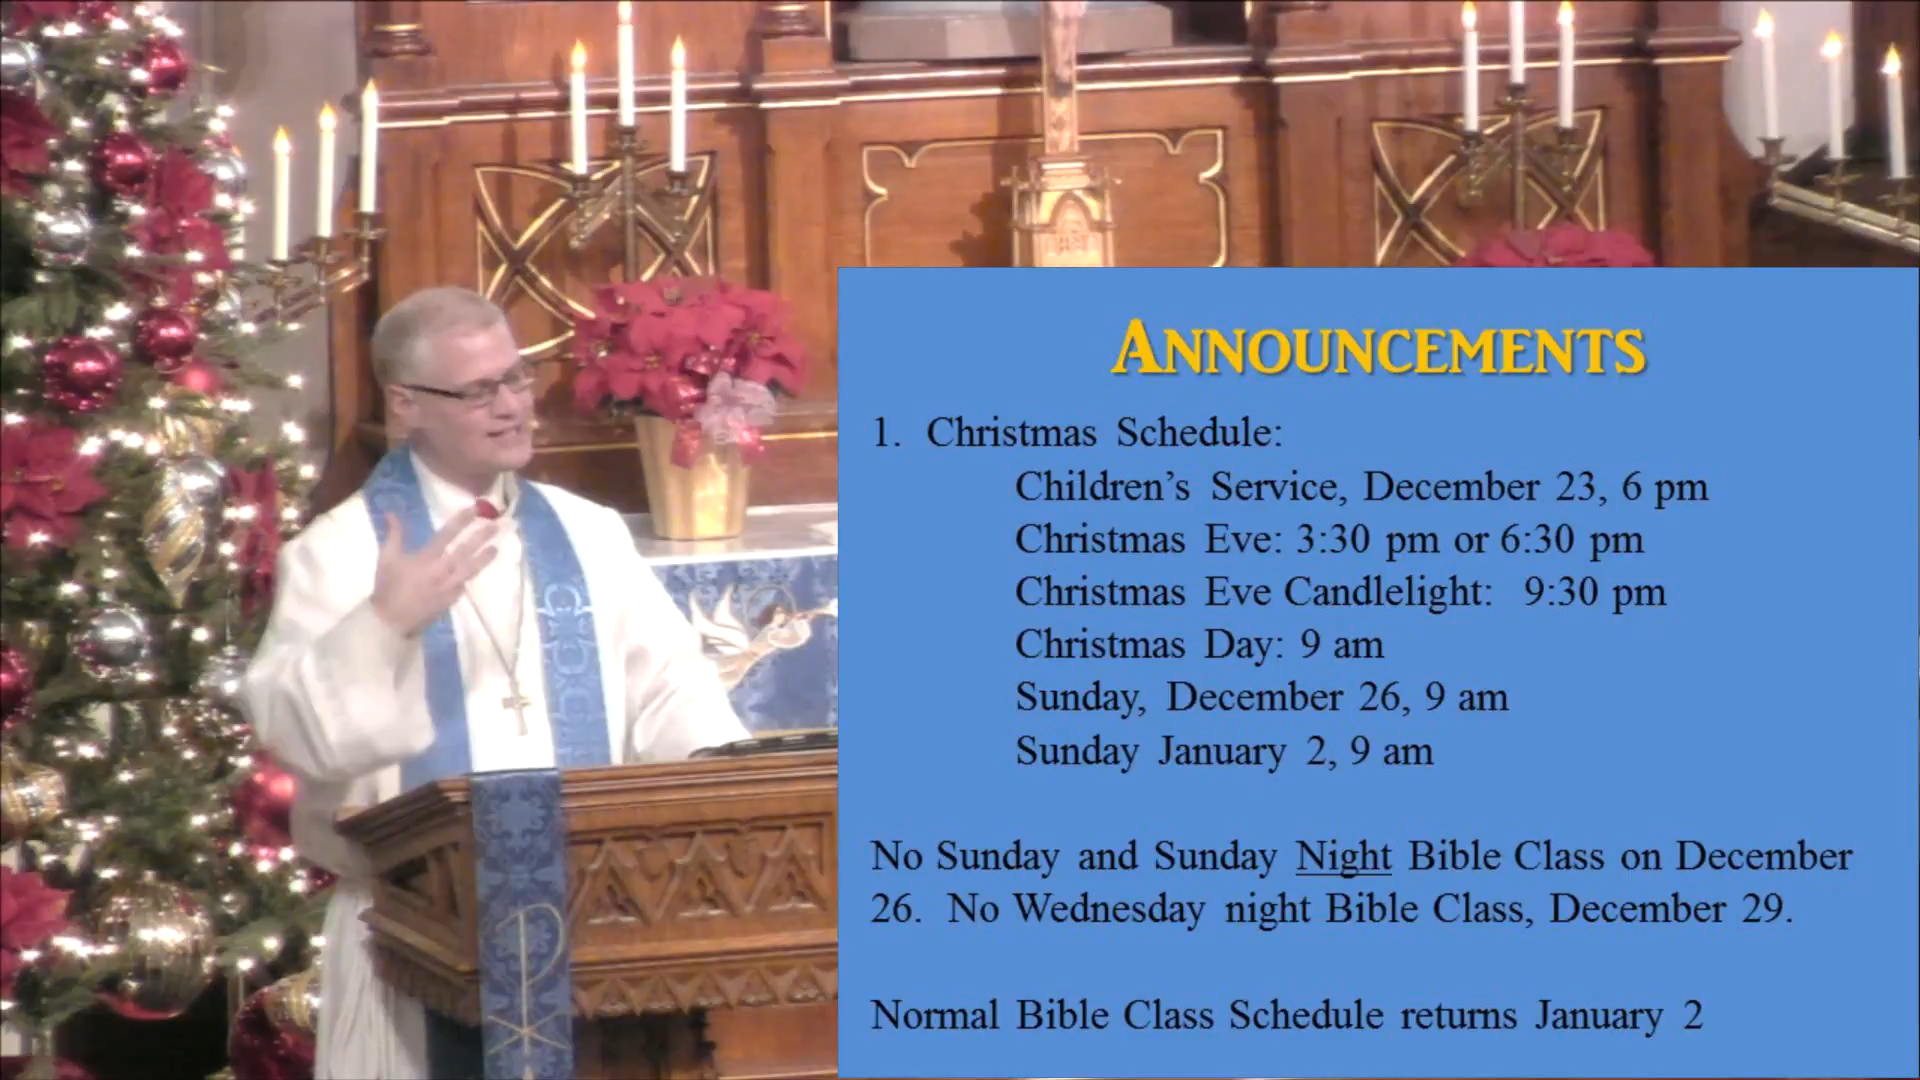 ANNOUNCEMENTS
1. Christmas Schedule:
Children's Service, December 23, 6 pm
Christmas Eve: 3:30 pm or 6:30 pm
Christmas Eve Candlelight: 9:30 pm
Christmas Day: 9 am
Sunday, December 26, 9 am
Sunday January 2, 9 am
No Sunday and Sunday Night Bible Class on December
26. No Wednesday night Bible Class, December 29.
Normal Bible Class Schedule returns January 2